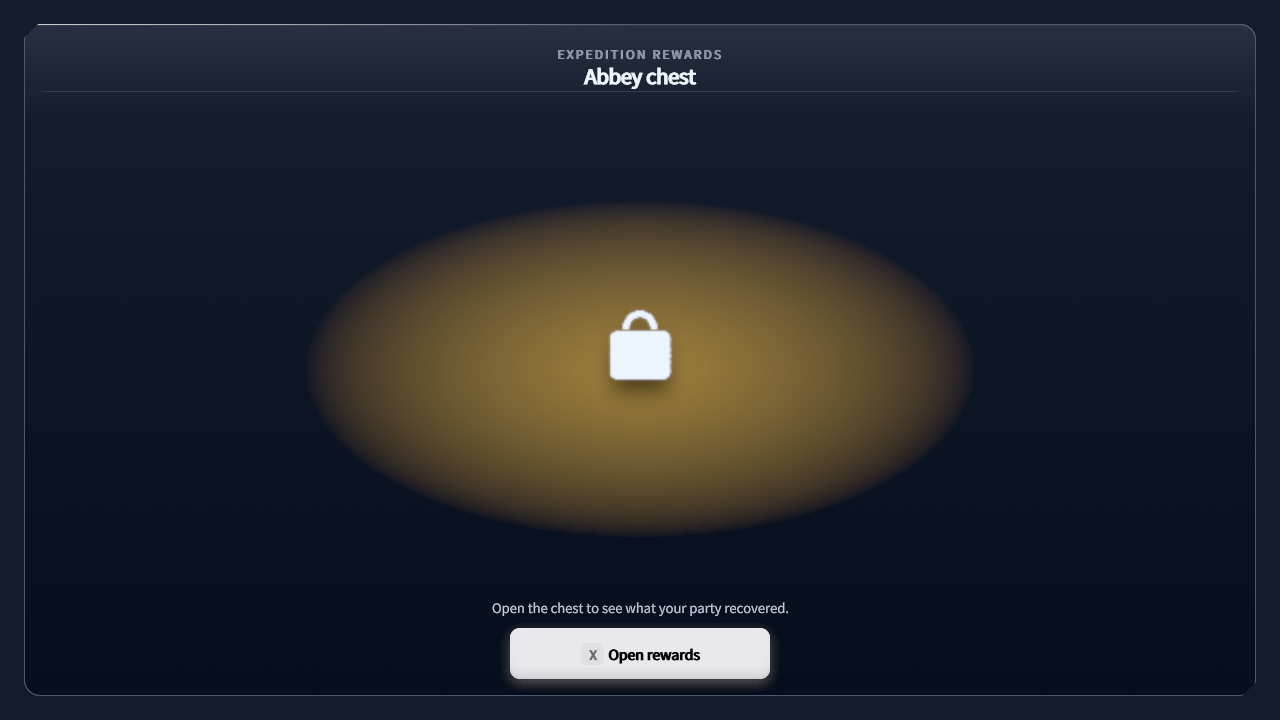 EXPEDITION REWARDS
Abbey chest
Open the chest to see what your party recovered.
X Open rewards